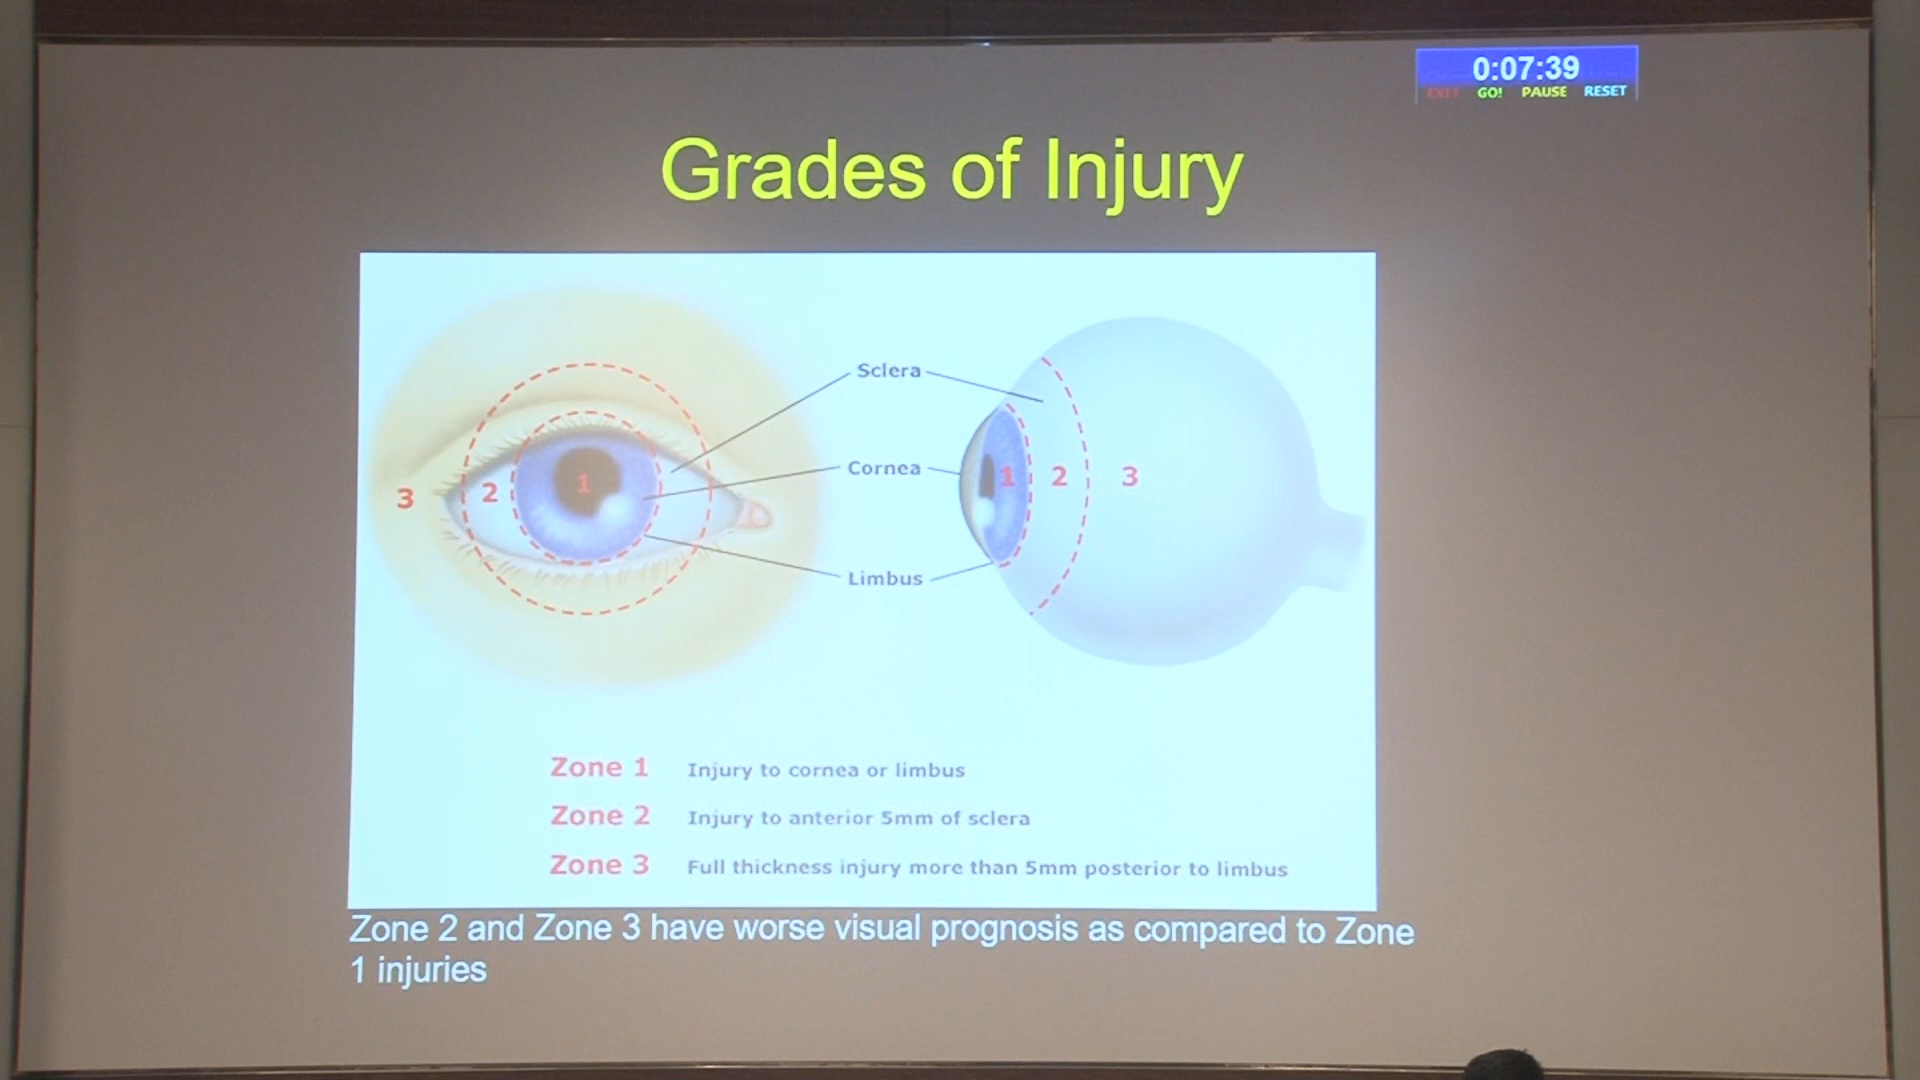 0:07:39
EXIT GO! PAUSE RESET
Grades of Injury
Sclera
Cornea
Limbus
3 2 1
1 2 3
Zone 1 Injury to cornea or limbus
Zone 2 Injury to anterior 5mm of sclera
Zone 3 Full thickness injury more than 5mm posterior to limbus
Zone 2 and Zone 3 have worse visual prognosis as compared to Zone
1 injuries